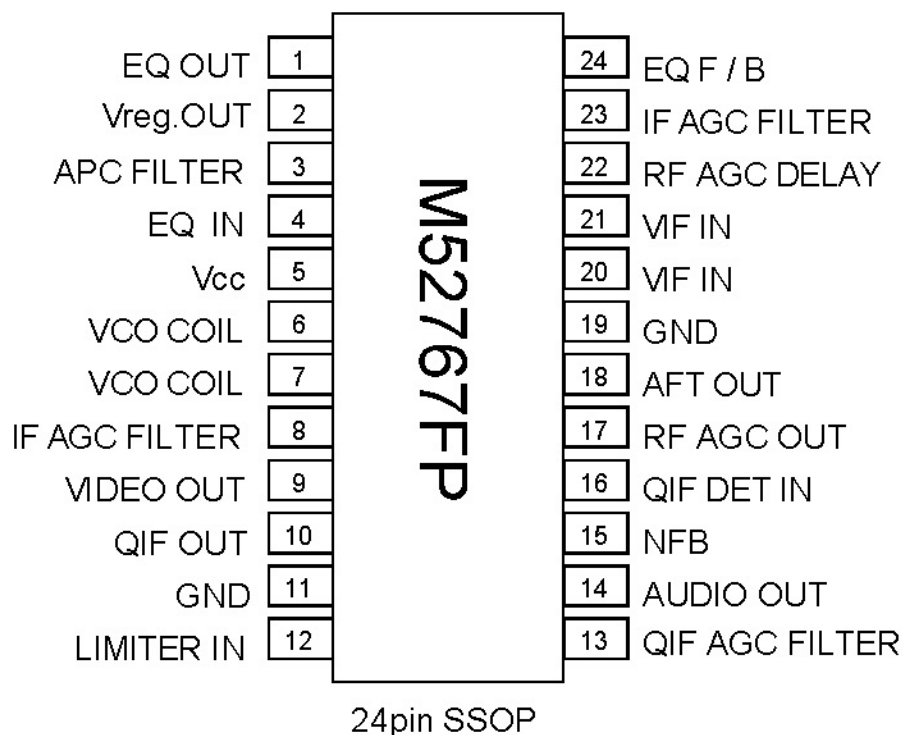 EQ OUT 1 24 EQ F / B
Vreg.OUT 2 23 IF AGC FILTER
APC FILTER 3 22 RF AGC DELAY
EQ IN 4 21 VIF IN
Vcc 5 20 VIF IN
VCO COIL 6 19 GND
VCO COIL 7 18 AFT OUT
IF AGC FILTER 8 17 RF AGC OUT
VIDEO OUT 9 16 QIF DET IN
QIF OUT 10 15 NFB
GND 11 14 AUDIO OUT
LIMITER IN 12 13 QIF AGC FILTER
M52767FP
24pin SSOP